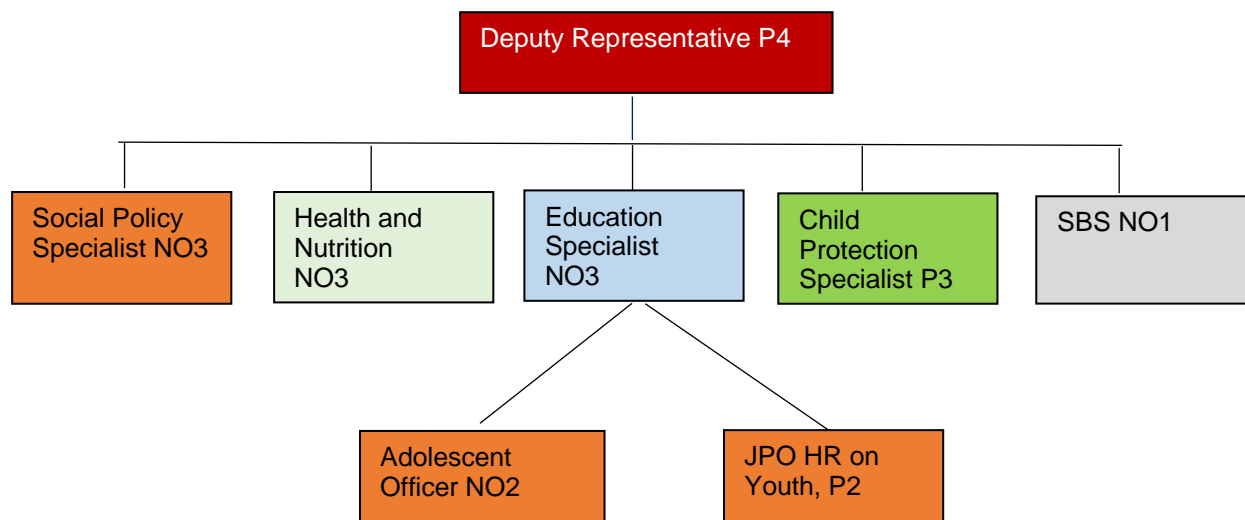 Deputy Representative P4
Social Policy
Specialist NO3
Health and
Nutrition
NO3
Education
Specialist
NO3
Child
Protection
Specialist P3
SBS NO1
Adolescent
Officer NO2
JPO HR on
Youth, P2